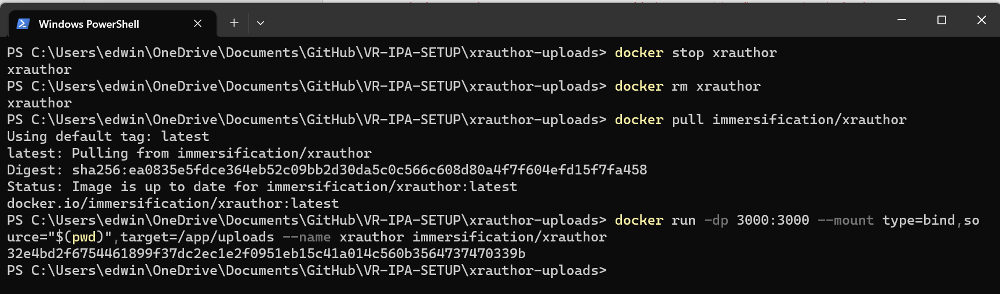 Windows PowerShell
PS C:\Users\edwin\OneDrive\Documents\GitHub\VR-IPA-SETUP\xrauthor-uploads> docker stop xrauthor
xrauthor
PS C:\Users\edwin\OneDrive\Documents\GitHub\VR-IPA-SETUP\xrauthor-uploads> docker rm xrauthor
xrauthor
PS C:\Users\edwin\OneDrive\Documents\GitHub\VR-IPA-SETUP\xrauthor-uploads> docker pull immersification/xrauthor
Using default tag: latest
latest: Pulling from immersification/xrauthor
Digest: sha256:ea0835e5fdce364eb52c09bb2d30da5c0c566c608d80a4f7f604efd15f7fa458
Status: Image is up to date for immersification/xrauthor:latest
docker.io/immersification/xrauthor:latest
PS C:\Users\edwin\OneDrive\Documents\GitHub\VR-IPA-SETUP\xrauthor-uploads> docker run -dp 3000:3000 --mount type=bind,so
urce="$(pwd)",target=/app/uploads --name xrauthor immersification/xrauthor
32e4bd2f6754461899f37dc2ec1e2f0951eb15c41a014c560b3564737470339b
PS C:\Users\edwin\OneDrive\Documents\GitHub\VR-IPA-SETUP\xrauthor-uploads>